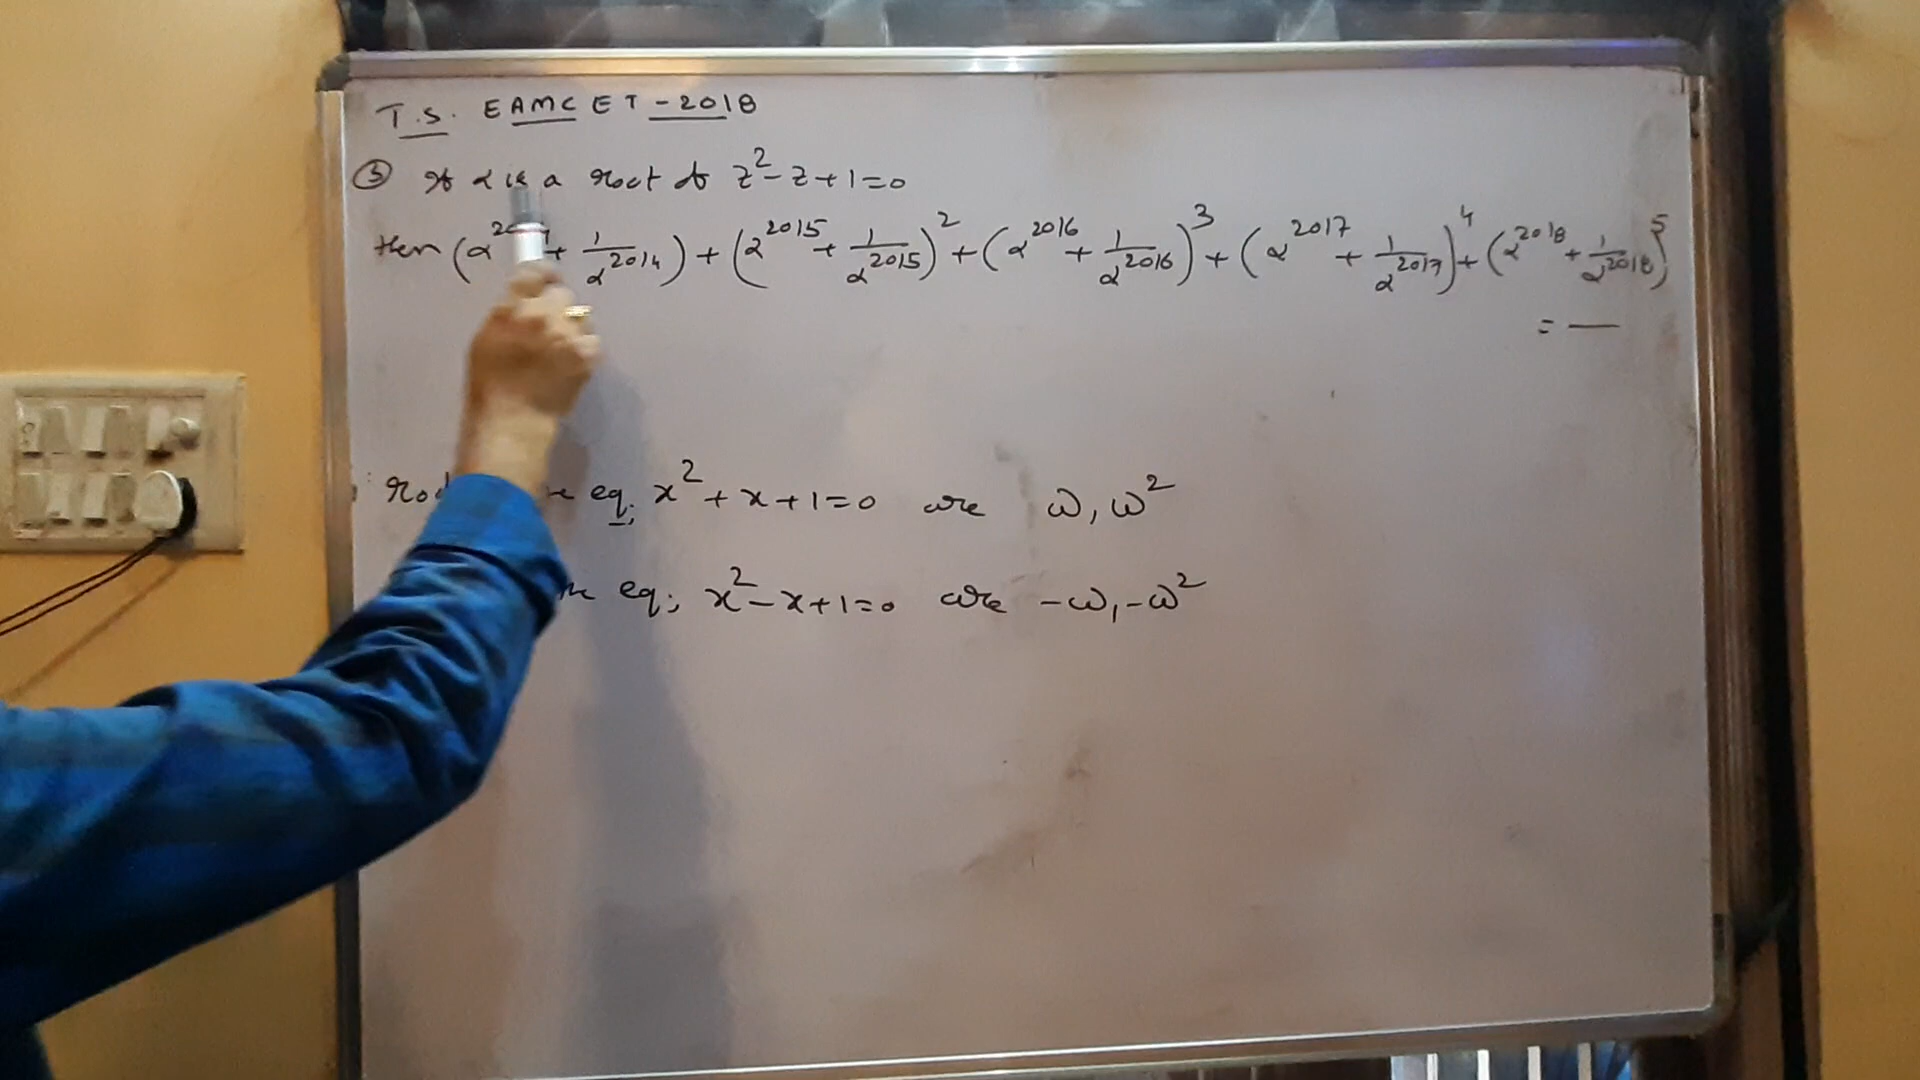 T.S. EAMCET-2018
③ If α is a root of z²-z+1=0
then (α + 1/α²⁰¹⁴) + (α²⁰¹⁵ + 1/α²⁰¹⁵)² + (α²⁰¹⁶ + 1/α²⁰¹⁶)³ + (α²⁰¹⁷ + 1/α²⁰¹⁷)⁴ + (α²⁰¹⁸ + 1/α²⁰¹⁸)⁵
= —
eq; x²+x+1=0 are ω, ω²
eq; x²-x+1=0 are -ω, -ω²